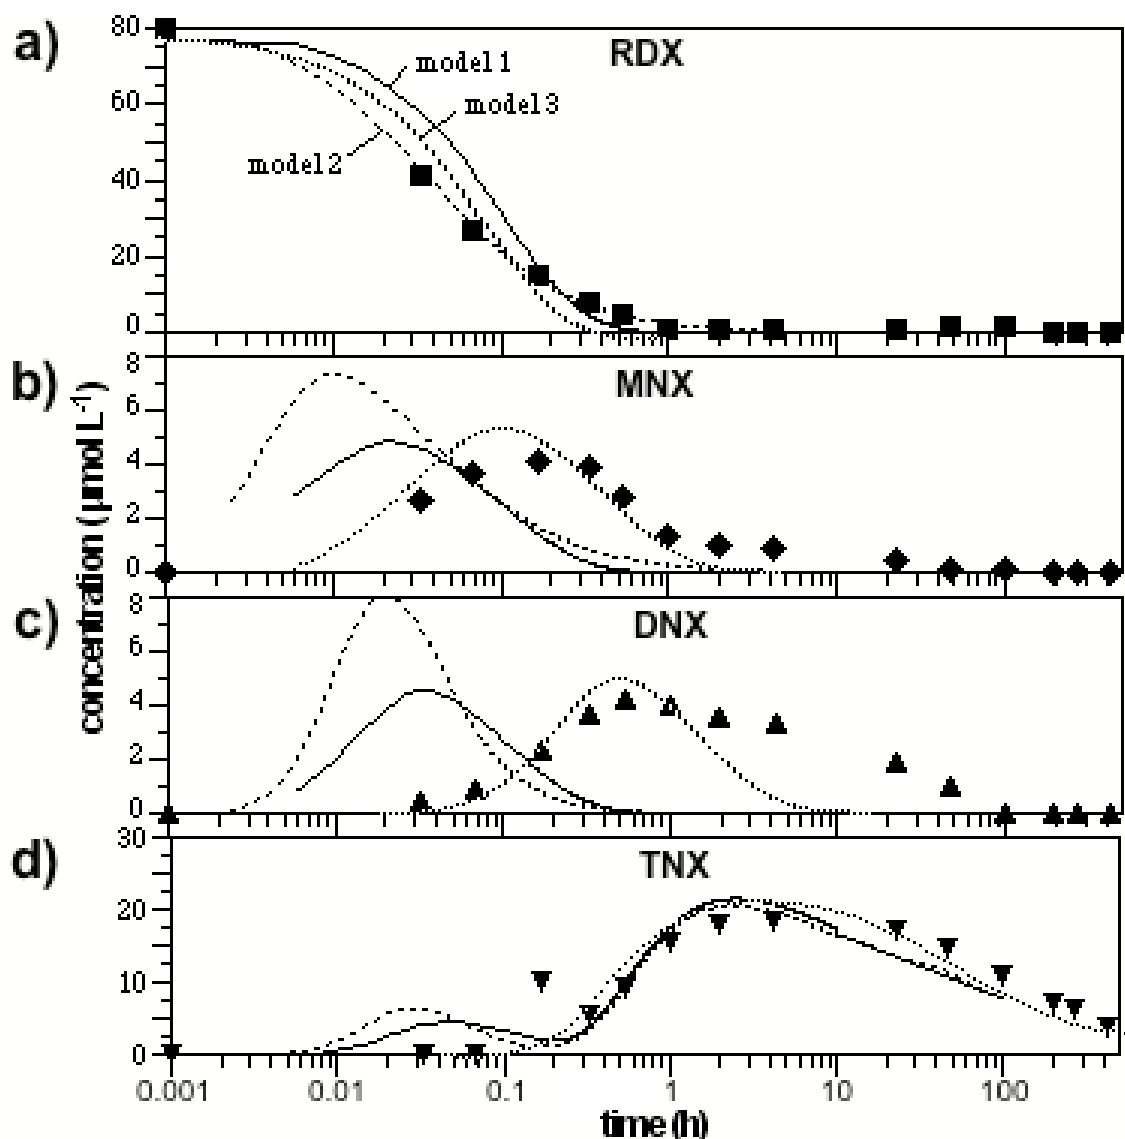 a)
RDX
80
60
40
20
0
model 1
model 3
model 2
b)
MNX
8
6
4
2
0
concentration (µmol L-1)
c)
DNX
8
6
4
2
0
d)
TNX
30
20
10
0
0.001 0.01 0.1 1 10 100
time (h)